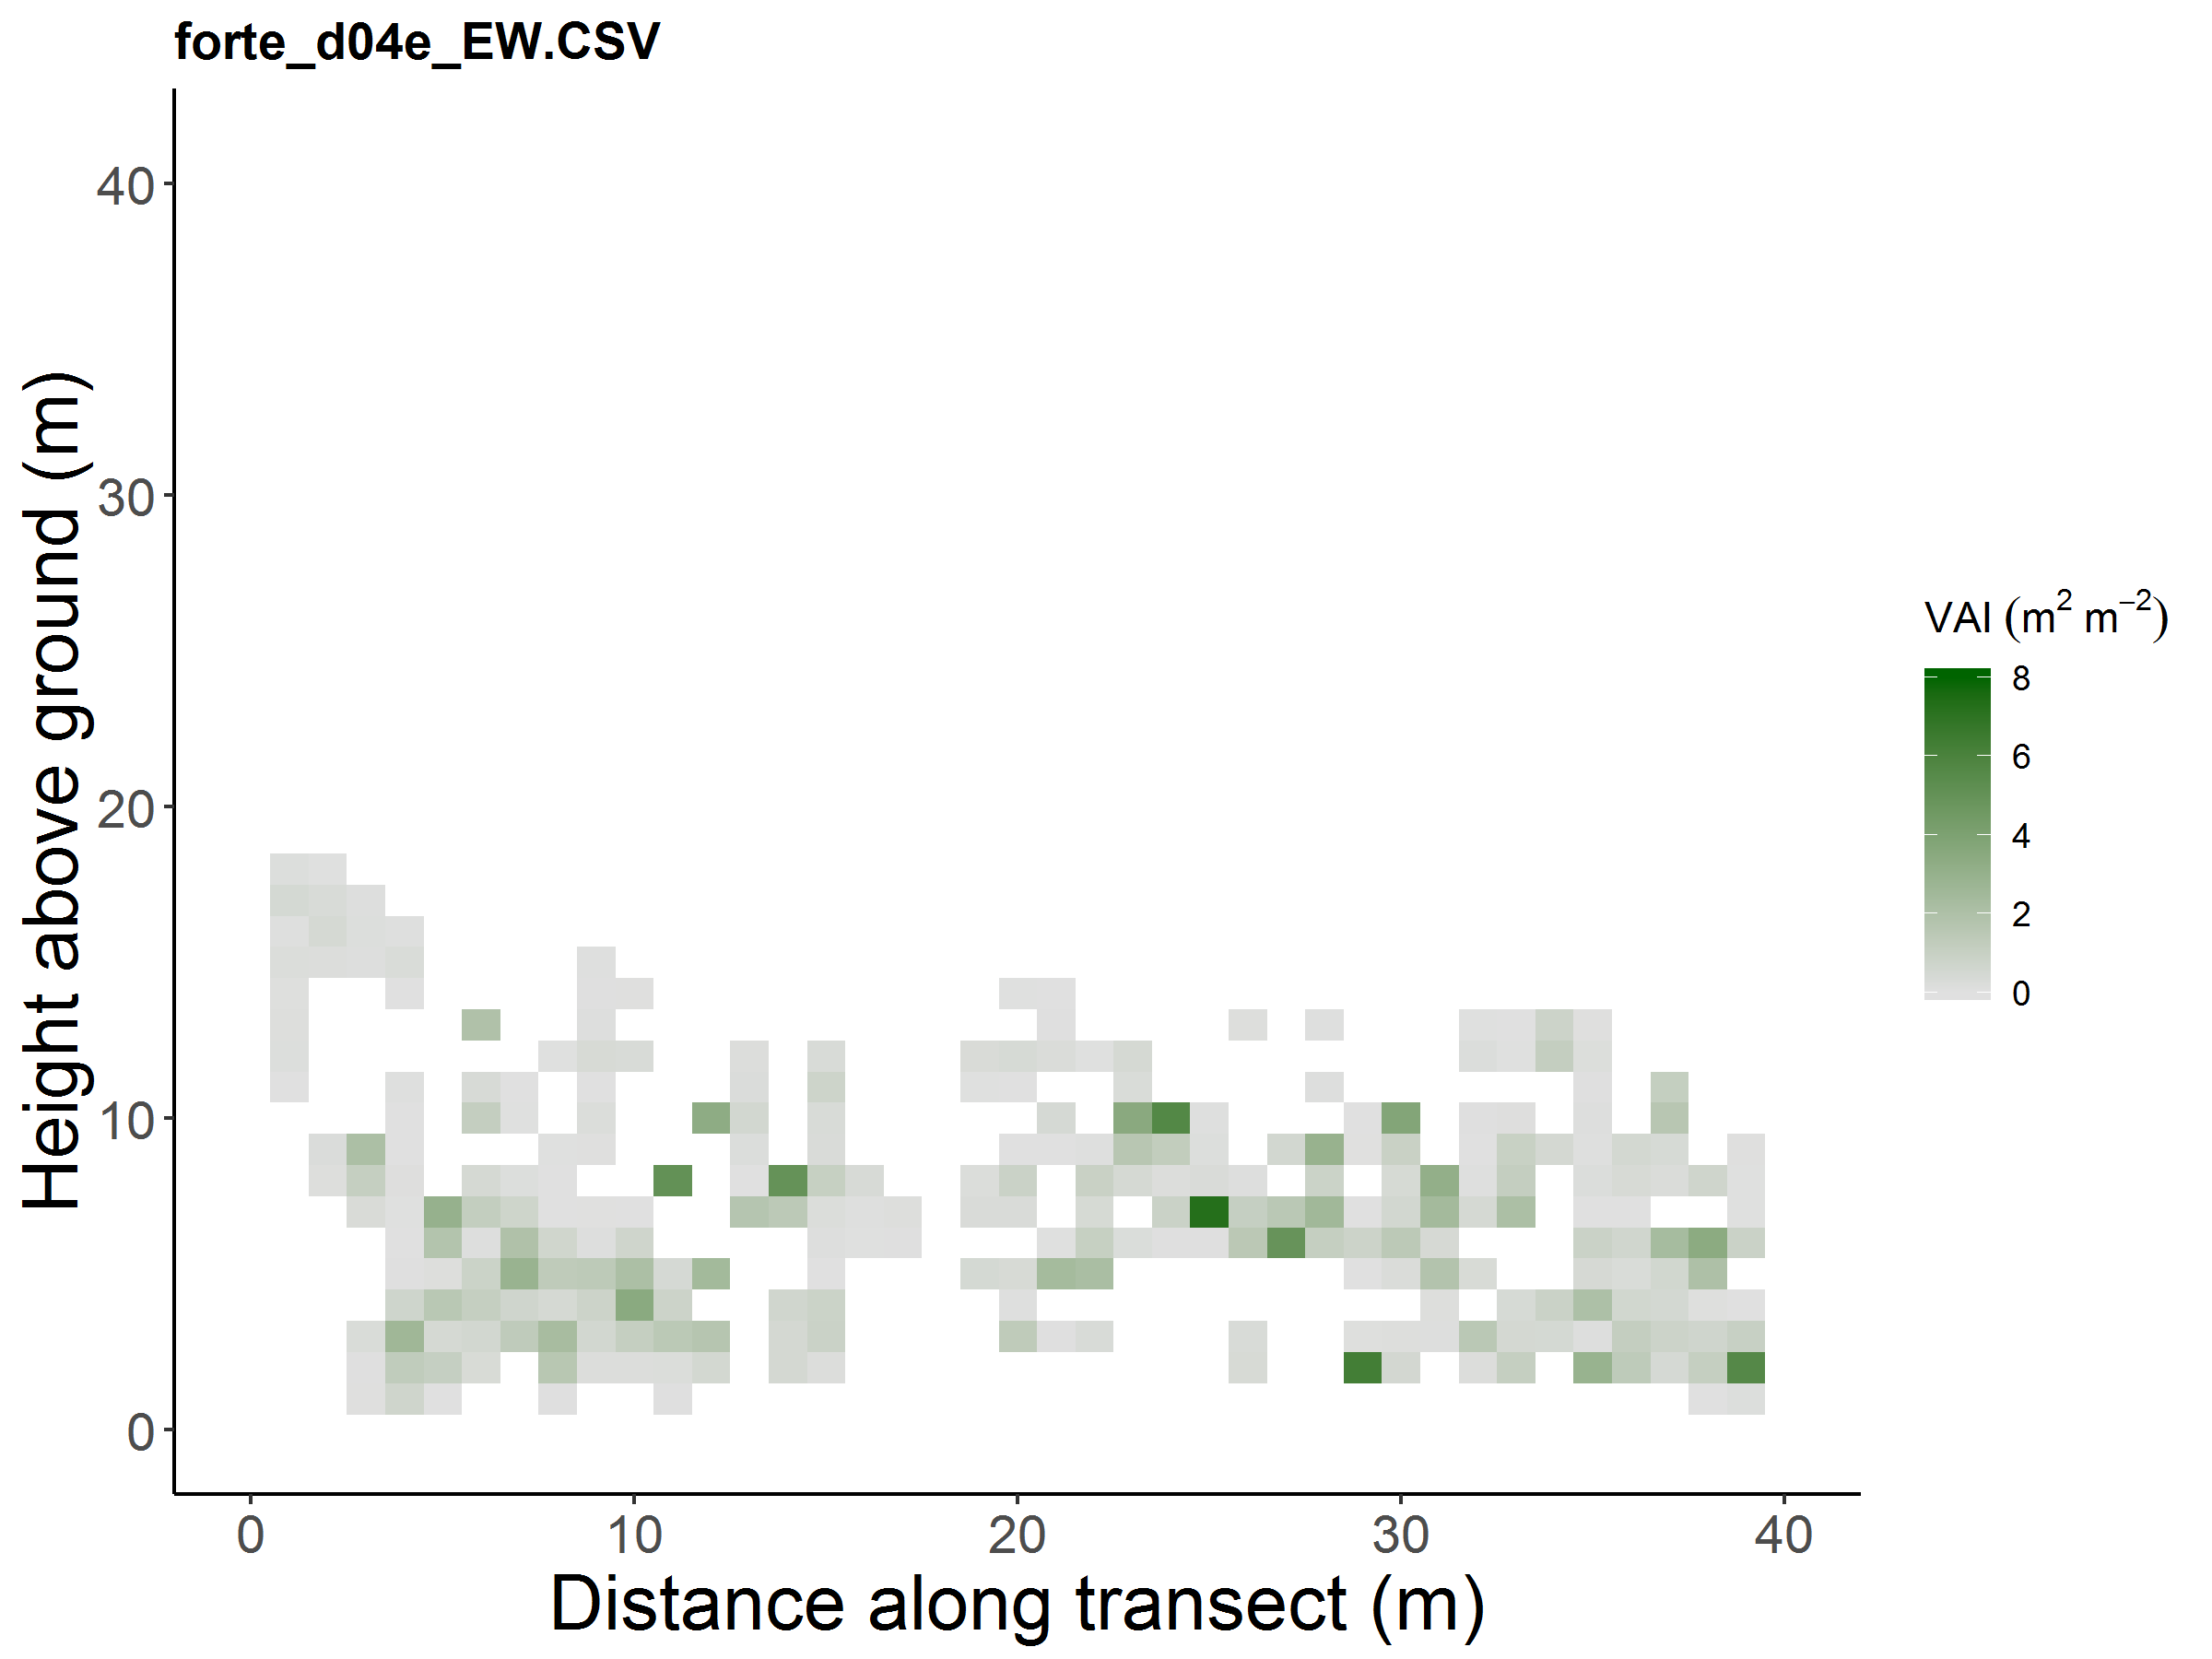 forte_d04e_EW.CSV
40
30
20
10
0
Height above ground (m)
0 10 20 30 40
Distance along transect (m)
VAI (m² m⁻²)
8
6
4
2
0